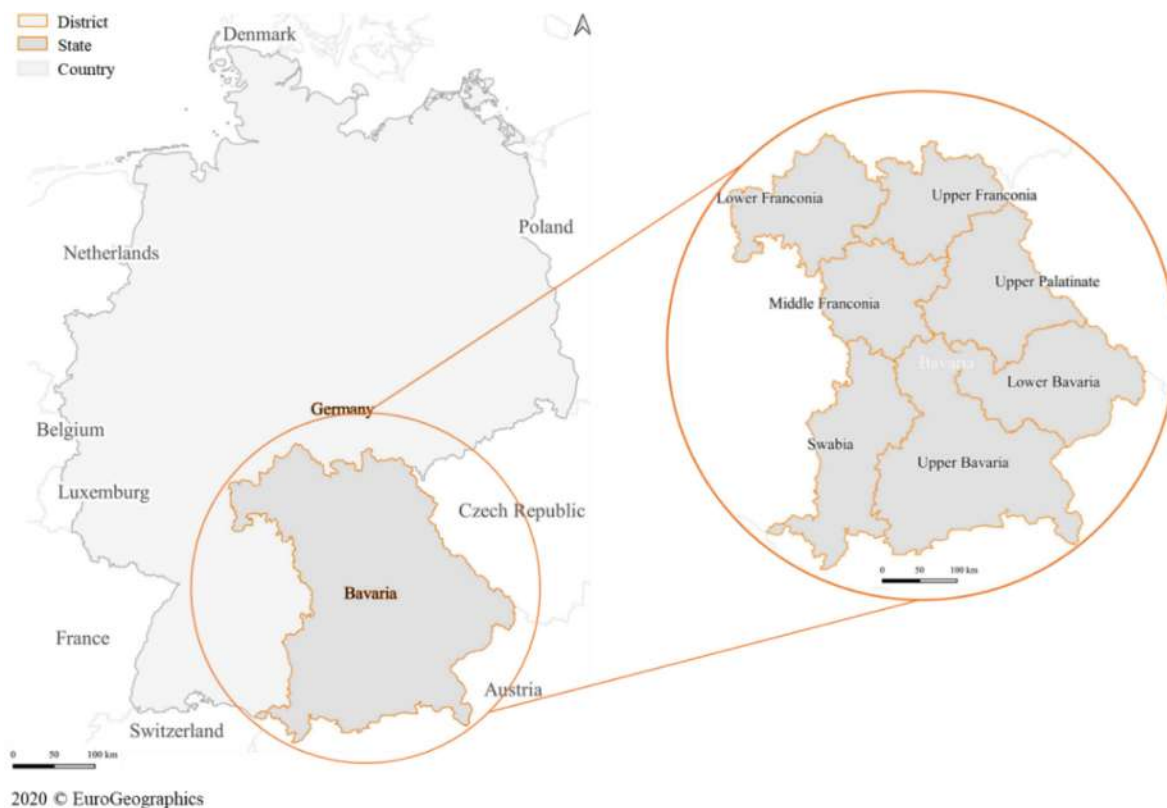 District
State
Country
Denmark
Poland
Netherlands
Germany
Belgium
Luxemburg
Czech Republic
Bavaria
France
Austria
Switzerland
0 50 100 km
2020 © EuroGeographics
Lower Franconia
Upper Franconia
Upper Palatinate
Middle Franconia
Bavaria
Lower Bavaria
Swabia
Upper Bavaria
0 50 100 km